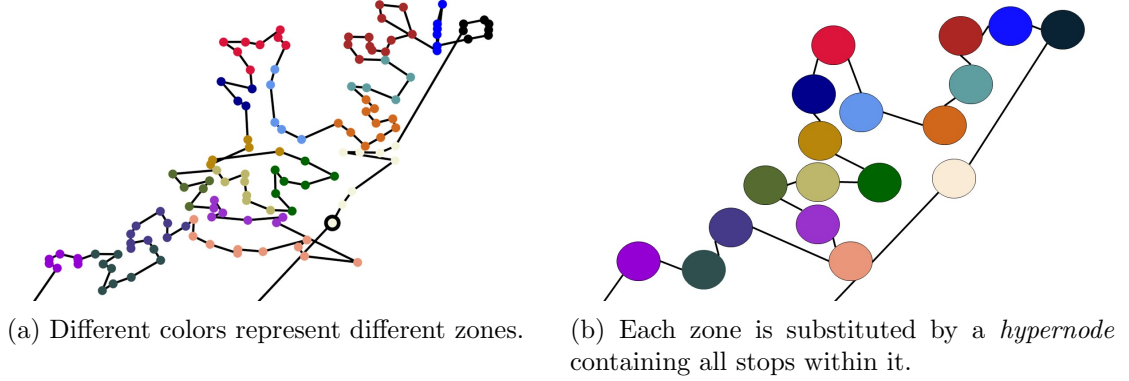 (a) Different colors represent different zones.
(b) Each zone is substituted by a hypernode
containing all stops within it.